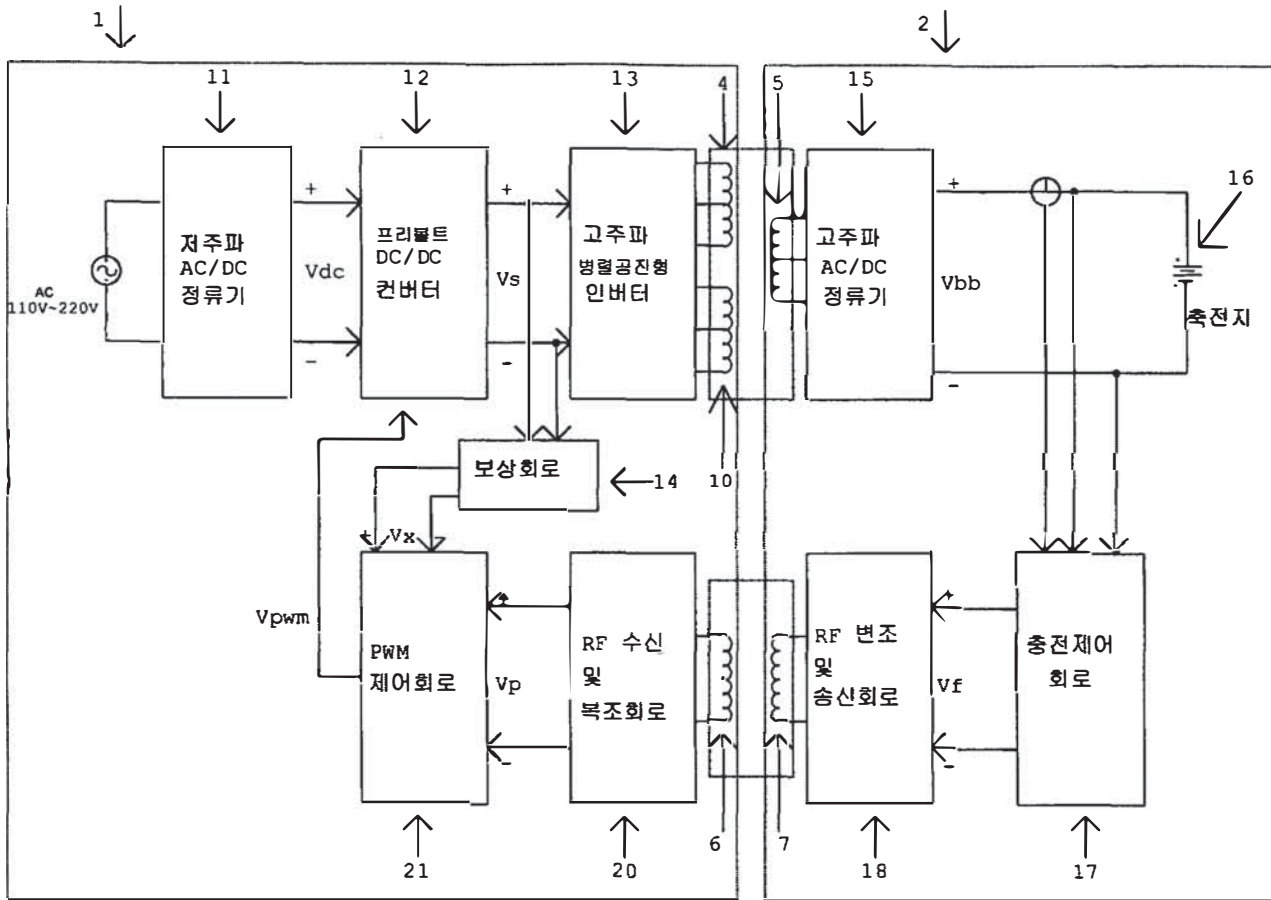 1
2
11
12
13
4
5
15
16
저주파
AC/DC
정류기
프리볼트
DC/DC
컨버터
고주파
병렬공진형
인버터
고주파
AC/DC
정류기
AC
110V~220V
+
Vdc
-
+
Vs
-
+
Vbb
-
축전지
보상회로
14
10
+
Vx
-
Vpwm
PWM
제어회로
+
Vp
-
RF 수신
및
복조회로
RF 변조
및
송신회로
+
Vf
-
충전제어
회로
21
20
6
7
18
17